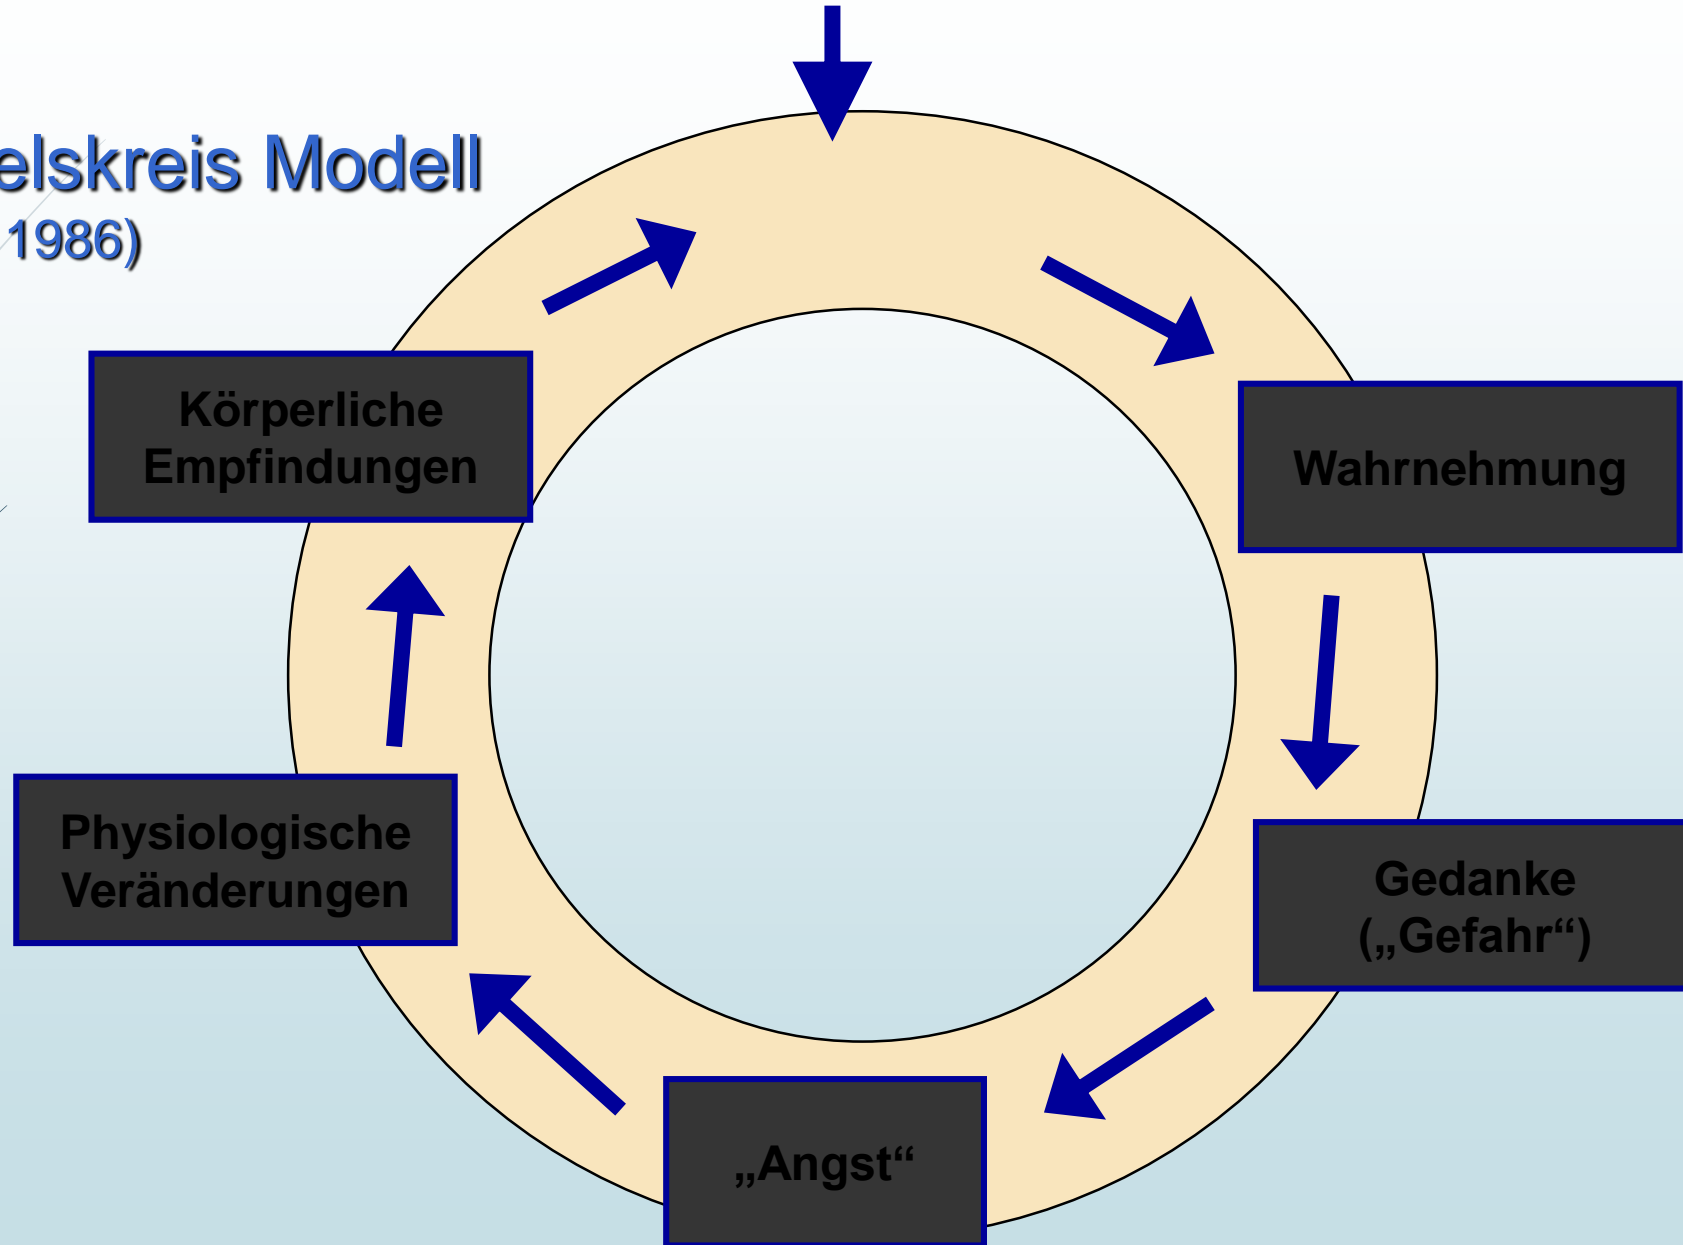 elskreis Modell
1986)
Körperliche
Empfindungen
Wahrnehmung
Physiologische
Veränderungen
Gedanke
(„Gefahr“)
„Angst“